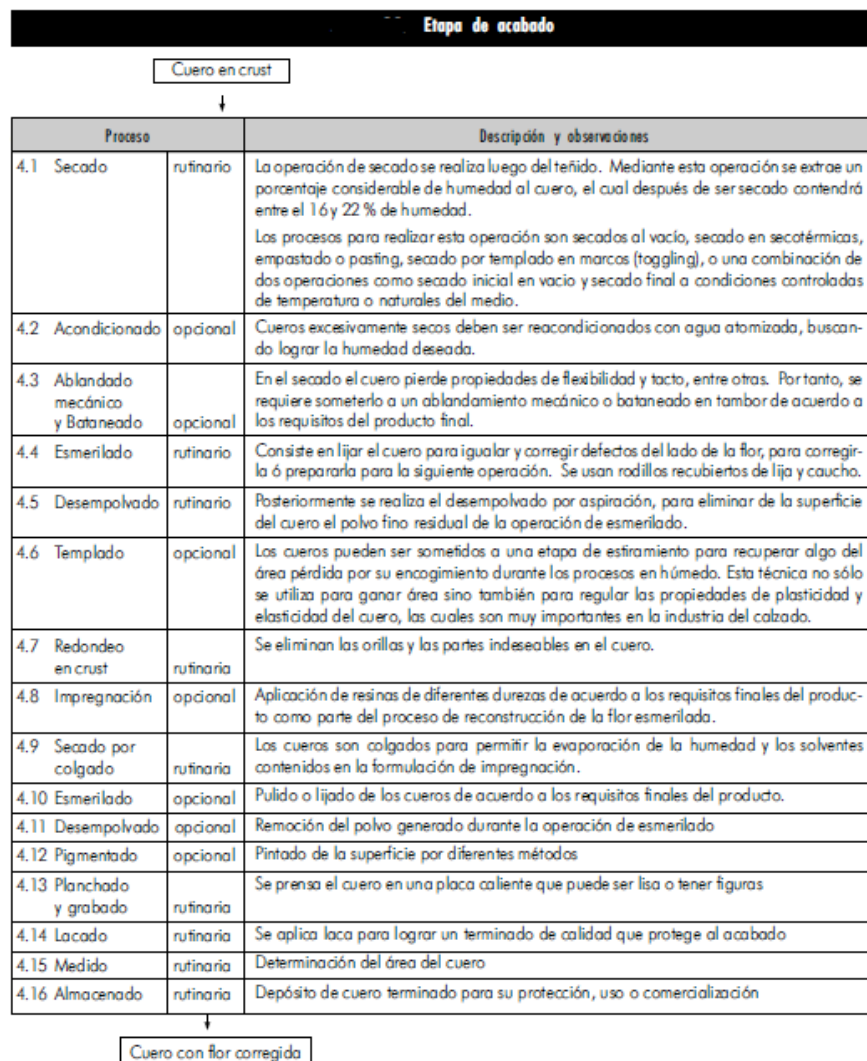 Etapa de acabado
Cuero en crust
Proceso
Descripción y observaciones
4.1 Secado rutinario La operación de secado se realiza luego del teñido. Mediante esta operación se extrae un
porcentaje considerable de humedad al cuero, el cual después de ser secado contendrá
entre el 16 y 22 % de humedad.
Los procesos para realizar esta operación son secados al vacío, secado en secotérmicas,
empastado o pasting, secado por templado en marcos (toggling), o una combinación de
dos operaciones como secado inicial en vacio y secado final a condiciones controladas
de temperatura o naturales del medio.
4.2 Acondicionado opcional Cueros excesivamente secos deben ser reacondicionados con agua atomizada, buscan-
do lograr la humedad deseada.
4.3 Ablandado En el secado el cuero pierde propiedades de flexibilidad y tacto, entre otras. Por tanto, se
mecánico requiere someterlo a un ablandamiento mecánico o bataneado en tambor de acuerdo a
y Bataneado opcional los requisitos del producto final.
4.4 Esmerilado rutinario Consiste en lijar el cuero para igualar y corregir defectos del lado de la flor, para corregir-
la ó prepararla para la siguiente operación. Se usan rodillos recubiertos de lija y caucho.
4.5 Desempolvado rutinario Posteriormente se realiza el desempolvado por aspiración, para eliminar de la superficie
del cuero el polvo fino residual de la operación de esmerilado.
4.6 Templado opcional Los cueros pueden ser sometidos a una etapa de estiramiento para recuperar algo del
área pérdida por su encogimiento durante los procesos en húmedo. Esta técnica no sólo
se utiliza para ganar área sino también para regular las propiedades de plasticidad y
elasticidad del cuero, las cuales son muy importantes en la industria del calzado.
4.7 Redondeo Se eliminan las orillas y las partes indeseables en el cuero.
en crust rutinaria
4.8 Impregnación opcional Aplicación de resinas de diferentes durezas de acuerdo a los requisitos finales del produc-
to como parte del proceso de reconstrucción de la flor esmerilada.
4.9 Secado por Los cueros son colgados para permitir la evaporación de la humedad y los solventes
colgado rutinaria contenidos en la formulación de impregnación.
4.10 Esmerilado opcional Pulido o lijado de los cueros de acuerdo a los requisitos finales del producto.
4.11 Desempolvado opcional Remoción del polvo generado durante la operación de esmerilado
4.12 Pigmentado opcional Pintado de la superficie por diferentes métodos
4.13 Planchado Se prensa el cuero en una placa caliente que puede ser lisa o tener figuras
y grabado rutinaria
4.14 Lacado rutinaria Se aplica laca para lograr un terminado de calidad que protege al acabado
4.15 Medido rutinaria Determinación del área del cuero
4.16 Almacenado rutinaria Depósito de cuero terminado para su protección, uso o comercialización
Cuero con flor corregida